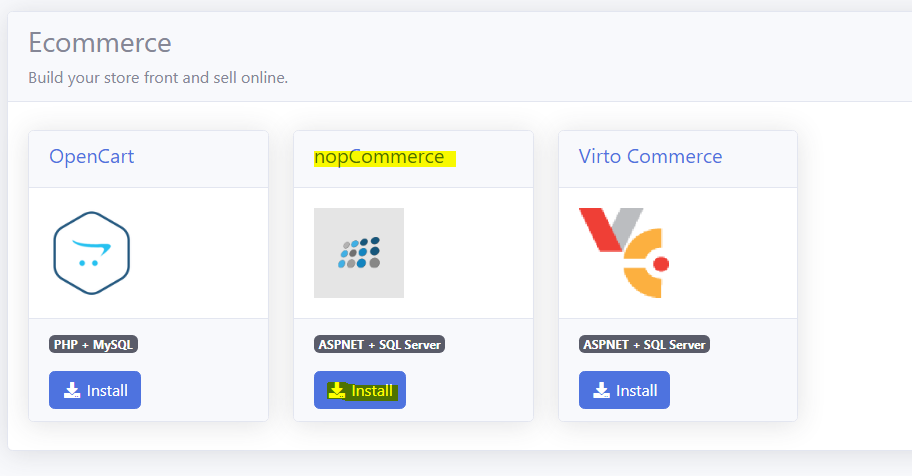 Ecommerce
Build your store front and sell online.
OpenCart
PHP + MySQL
Install
nopCommerce
ASPNET + SQL Server
Install
Virto Commerce
ASPNET + SQL Server
Install